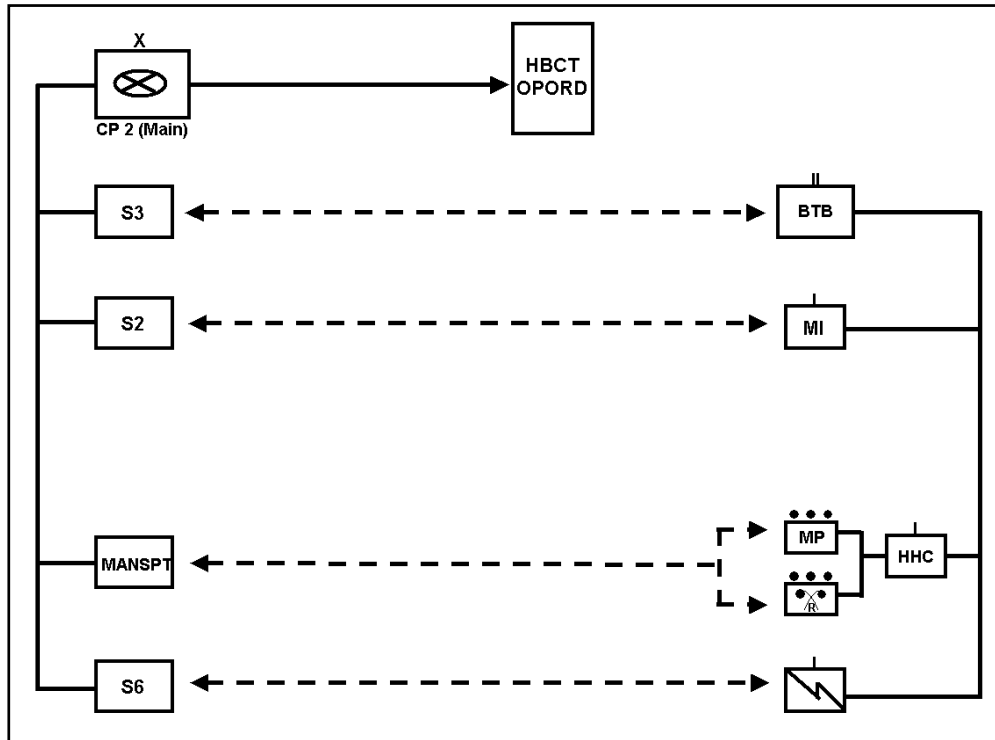 X
HBCT
OPORD
CP 2 (Main)
S3
II
BTB
S2
I
MI
MANSPT
MP
I
HHC
R
S6
I